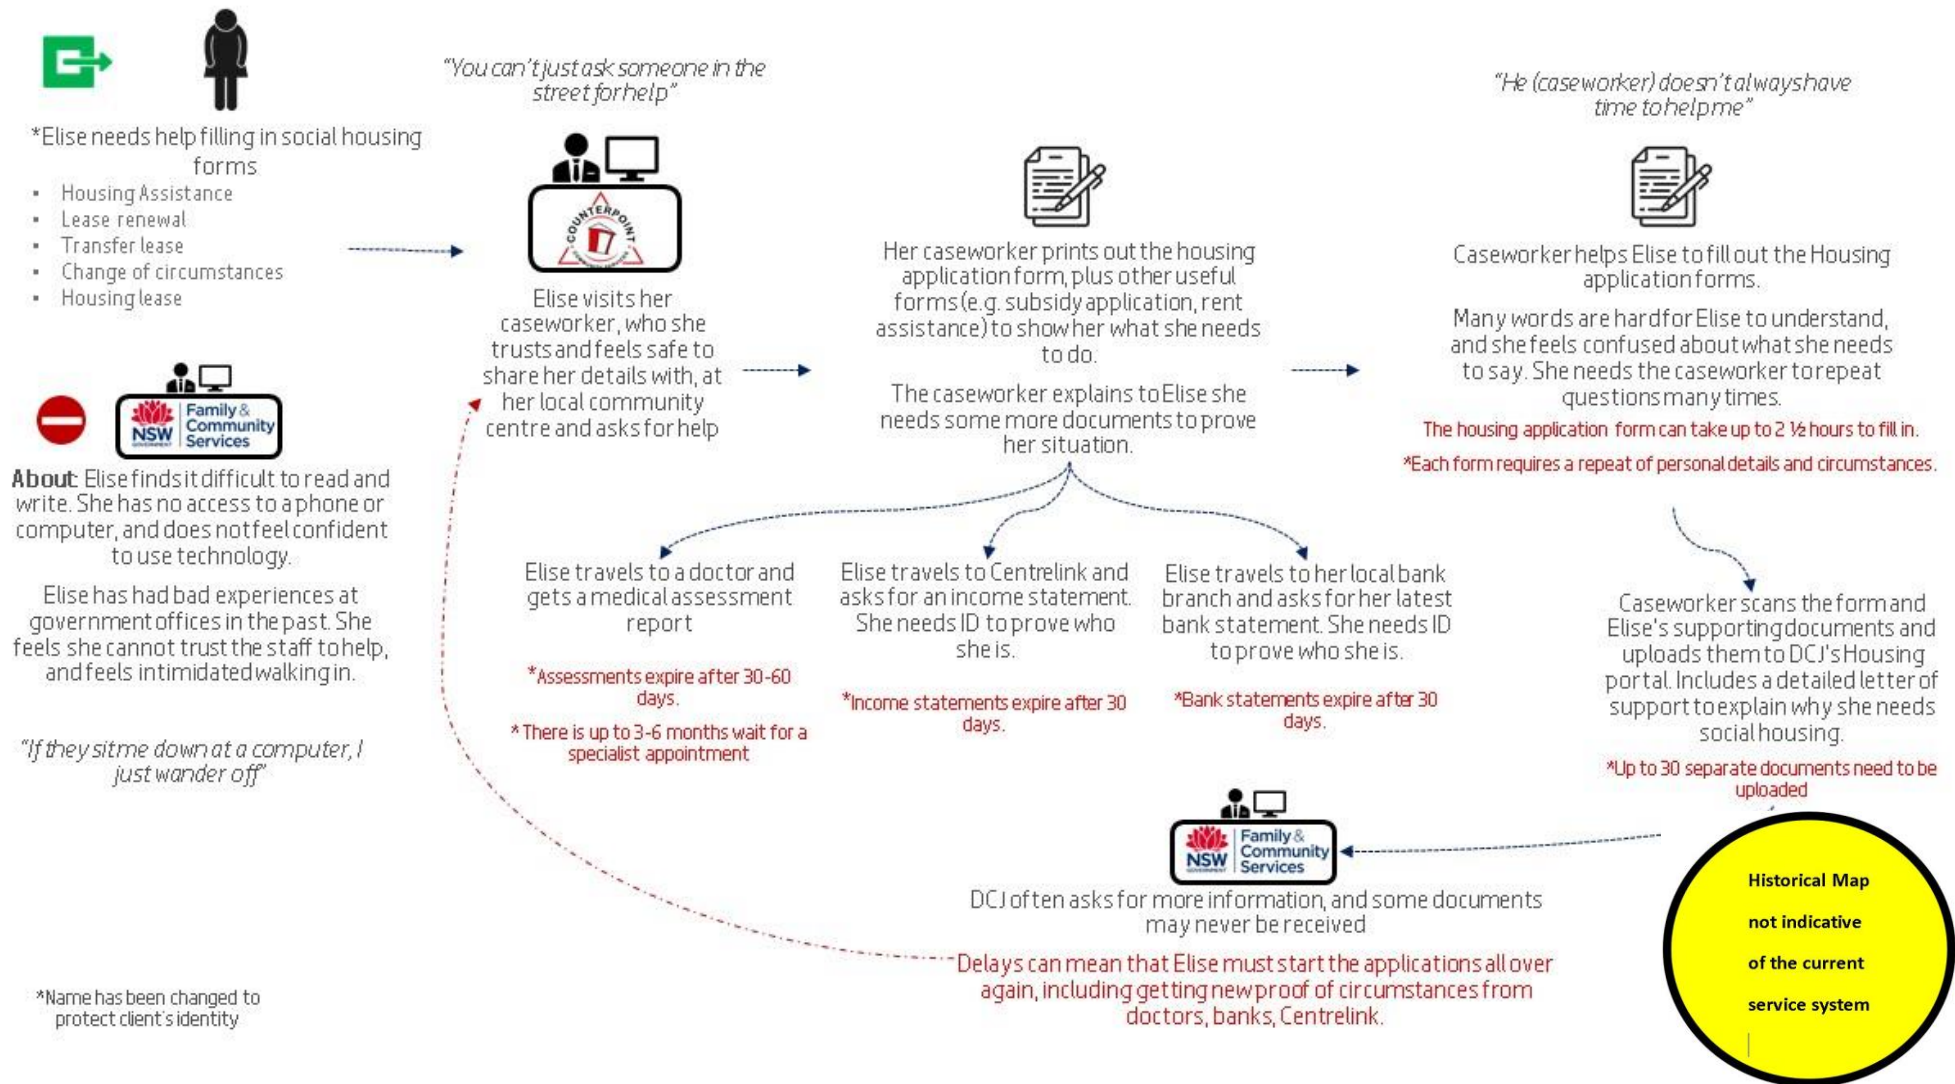 *Elise needs help filling in social housing
forms
▪ Housing Assistance
▪ Lease renewal
▪ Transfer lease
▪ Change of circumstances
▪ Housing lease
NSW
GOVERNMENT
Family &
Community
Services
About: Elise finds it difficult to read and
write. She has no access to a phone or
computer, and does not feel confident
to use technology.
Elise has had bad experiences at
government offices in the past. She
feels she cannot trust the staff to help,
and feels intimidated walking in.
"If they sit me down at a computer, I
just wander off"
*Name has been changed to
protect client's identity
"You can't just ask someone in the
street for help"
COUNTERPOINT
COMMUNITY SERVICES
Elise visits her
caseworker, who she
trusts and feels safe to
share her details with, at
her local community
centre and asks for help
Her caseworker prints out the housing
application form, plus other useful
forms (e.g. subsidy application, rent
assistance) to show her what she needs
to do.
The caseworker explains to Elise she
needs some more documents to prove
her situation.
"He (caseworker) doesn't always have
time to help me"
Caseworker helps Elise to fill out the Housing
application forms.
Many words are hard for Elise to understand,
and she feels confused about what she needs
to say. She needs the caseworker to repeat
questions many times.
The housing application form can take up to 2 ½ hours to fill in.
*Each form requires a repeat of personal details and circumstances.
Elise travels to a doctor and
gets a medical assessment
report
*Assessments expire after 30-60
days.
*There is up to 3-6 months wait for a
specialist appointment
Elise travels to Centrelink and
asks for an income statement.
She needs ID to prove who
she is.
*Income statements expire after 30
days.
Elise travels to her local bank
branch and asks for her latest
bank statement. She needs ID
to prove who she is.
*Bank statements expire after 30
days.
Caseworker scans the form and
Elise's supporting documents and
uploads them to DCJ's Housing
portal. Includes a detailed letter of
support to explain why she needs
social housing.
*Up to 30 separate documents need to be
uploaded
NSW
GOVERNMENT
Family &
Community
Services
DCJ often asks for more information, and some documents
may never be received
Delays can mean that Elise must start the applications all over
again, including getting new proof of circumstances from
doctors, banks, Centrelink.
Historical Map
not indicative
of the current
service system